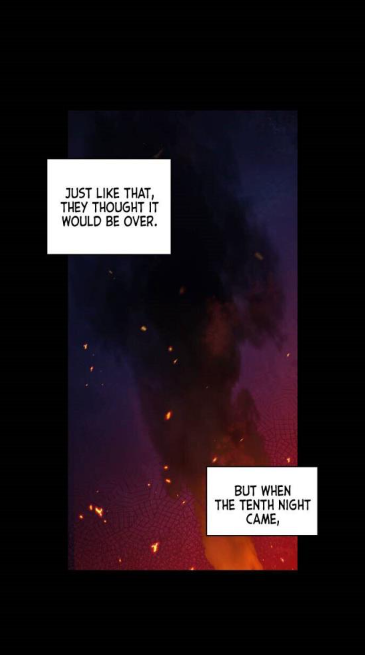 JUST LIKE THAT,
THEY THOUGHT IT
WOULD BE OVER.
BUT WHEN
THE TENTH NIGHT
CAME,